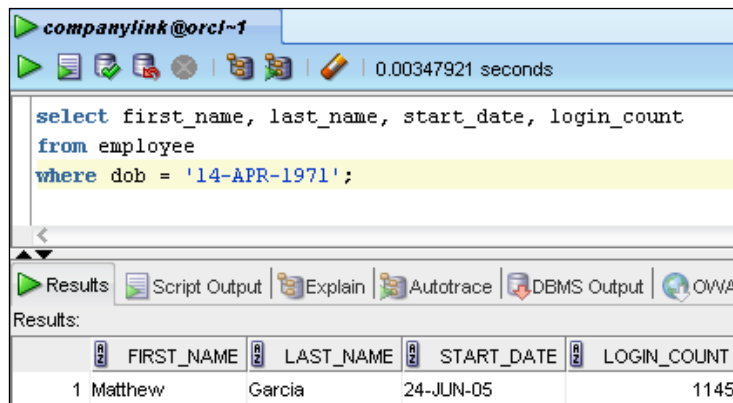 companylink@orcl~1
0.00347921 seconds
select first_name, last_name, start_date, login_count
from employee
where dob = '14-APR-1971';
Results Script Output Explain Autotrace DBMS Output OWA
Results:
FIRST_NAME LAST_NAME START_DATE LOGIN_COUNT
1 Matthew Garcia 24-JUN-05 1145